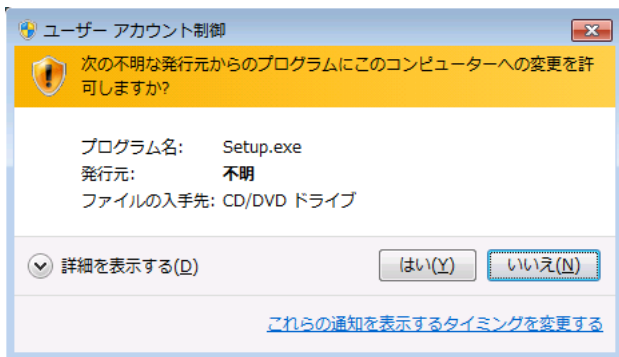 ユーザー アカウント制御
次の不明な発行元からのプログラムにこのコンピューターへの変更を許
可しますか?
プログラム名: Setup.exe
発行元: 不明
ファイルの入手先: CD/DVD ドライブ
詳細を表示する(D) はい(Y) いいえ(N)
これらの通知を表示するタイミングを変更する